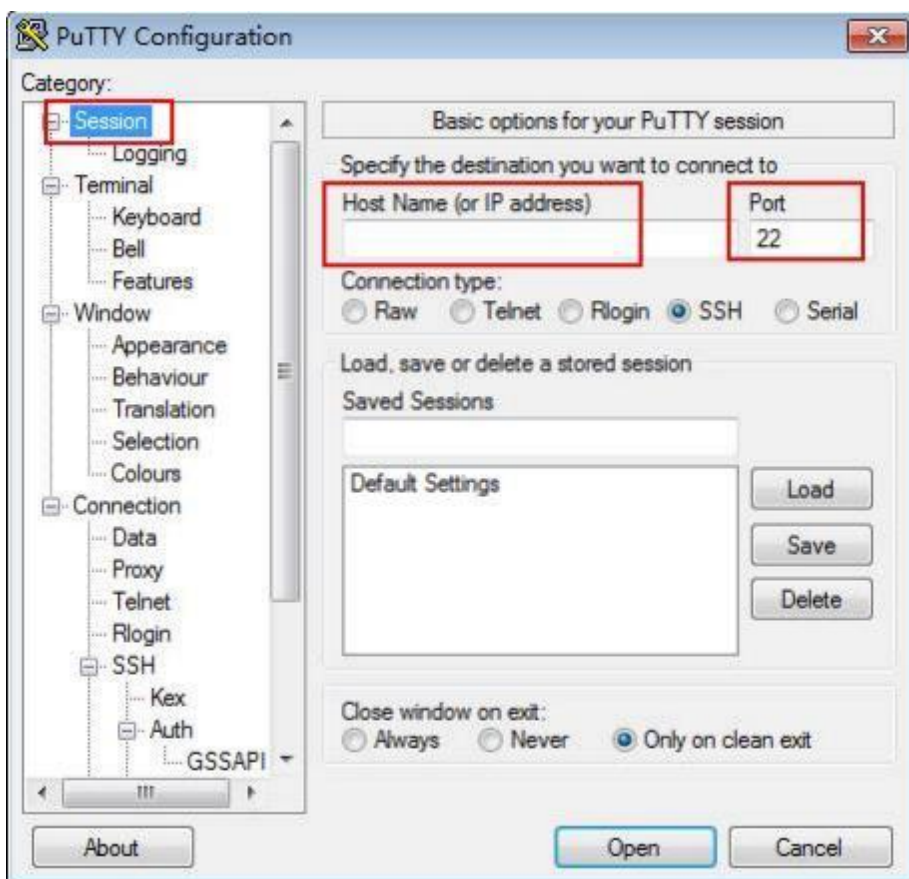 PuTTY Configuration
Category:
Session
Logging
Terminal
Keyboard
Bell
Features
Window
Appearance
Behaviour
Translation
Selection
Colours
Connection
Data
Proxy
Telnet
Rlogin
SSH
Kex
Auth
GSSAPI
Basic options for your PuTTY session
Specify the destination you want to connect to
Host Name (or IP address) Port
22
Connection type:
Raw Telnet Rlogin SSH Serial
Load, save or delete a stored session
Saved Sessions
Default Settings
Load
Save
Delete
Close window on exit:
Always Never Only on clean exit
About Open Cancel